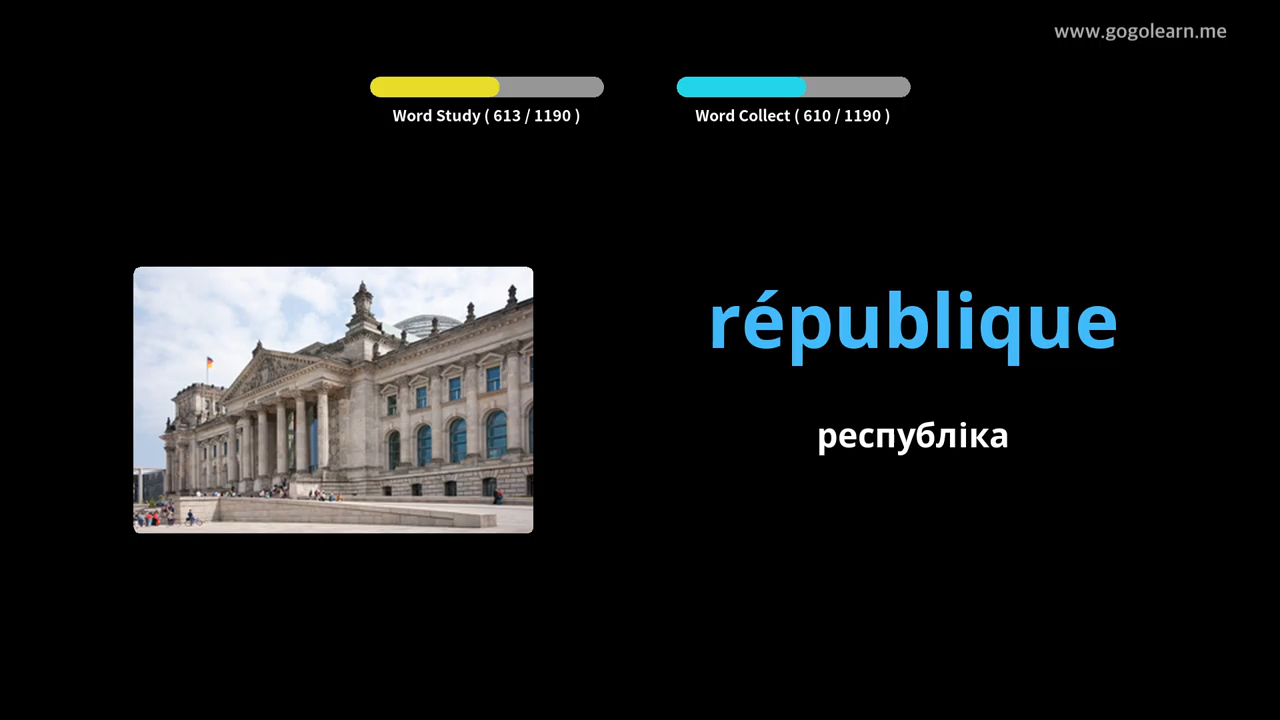 www.gogolearn.me
Word Study ( 613 / 1190 )
Word Collect ( 610 / 1190 )
république
республіка